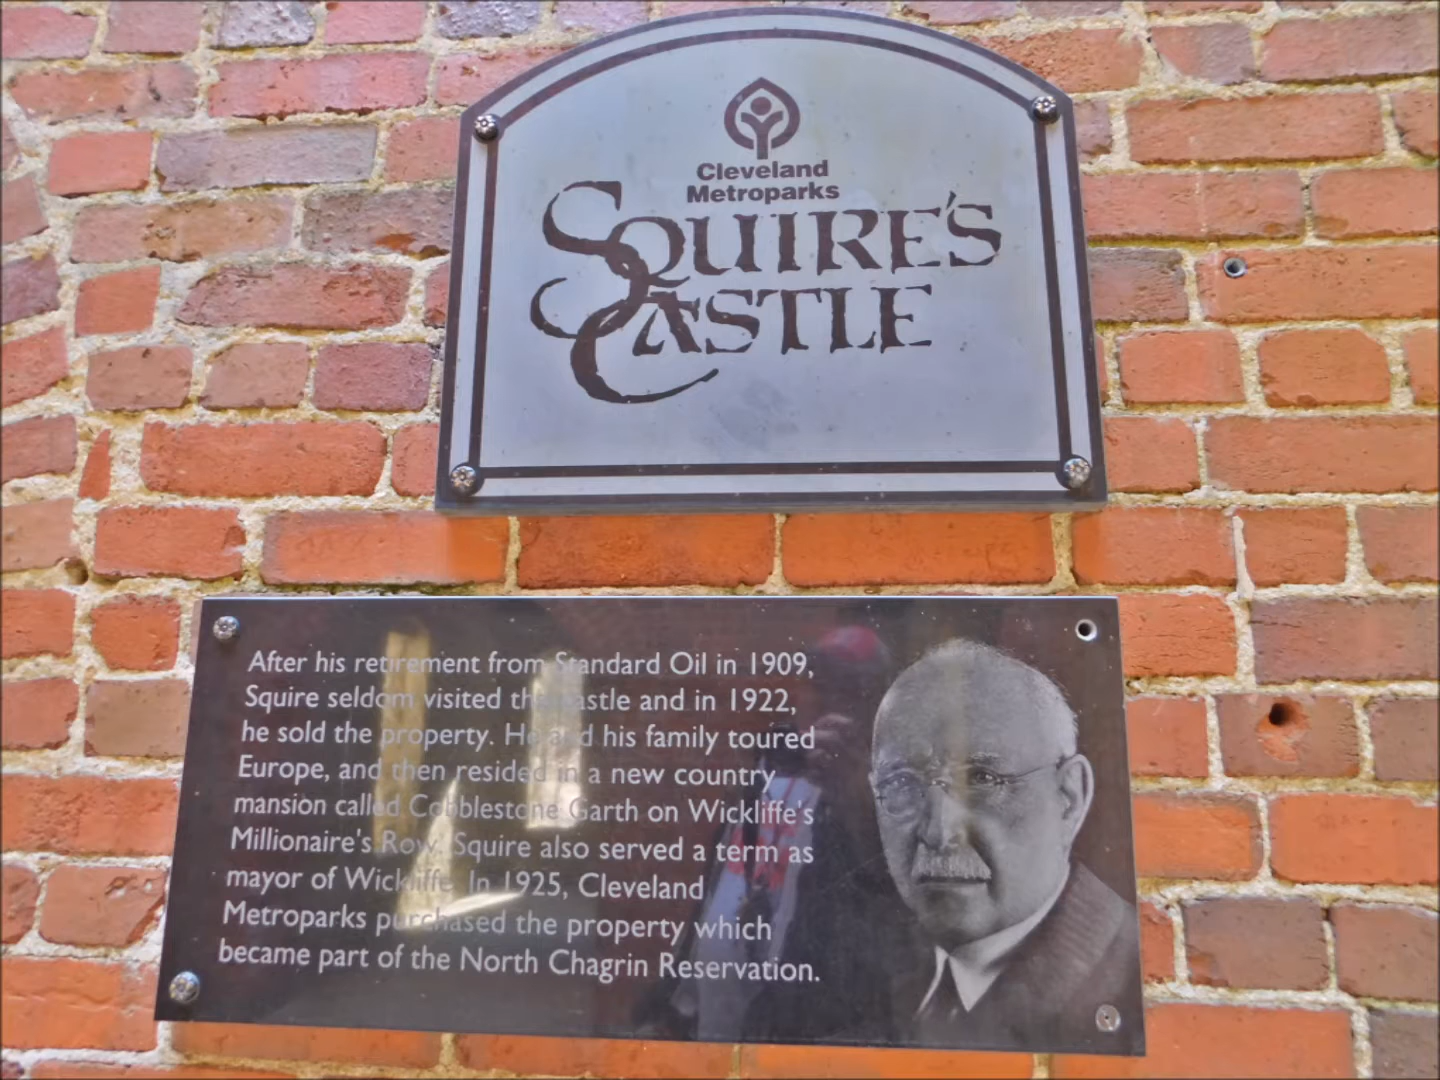 Cleveland
Metroparks
SQUIRE'S
CASTLE
After his retirement from Standard Oil in 1909,
Squire seldom visited the castle and in 1922,
he sold the property. He and his family toured
Europe, and then resided in a new country
mansion called Cobblestone Garth on Wickliffe's
Millionaire's Row. Squire also served a term as
mayor of Wickliffe. In 1925, Cleveland
Metroparks purchased the property which
became part of the North Chagrin Reservation.